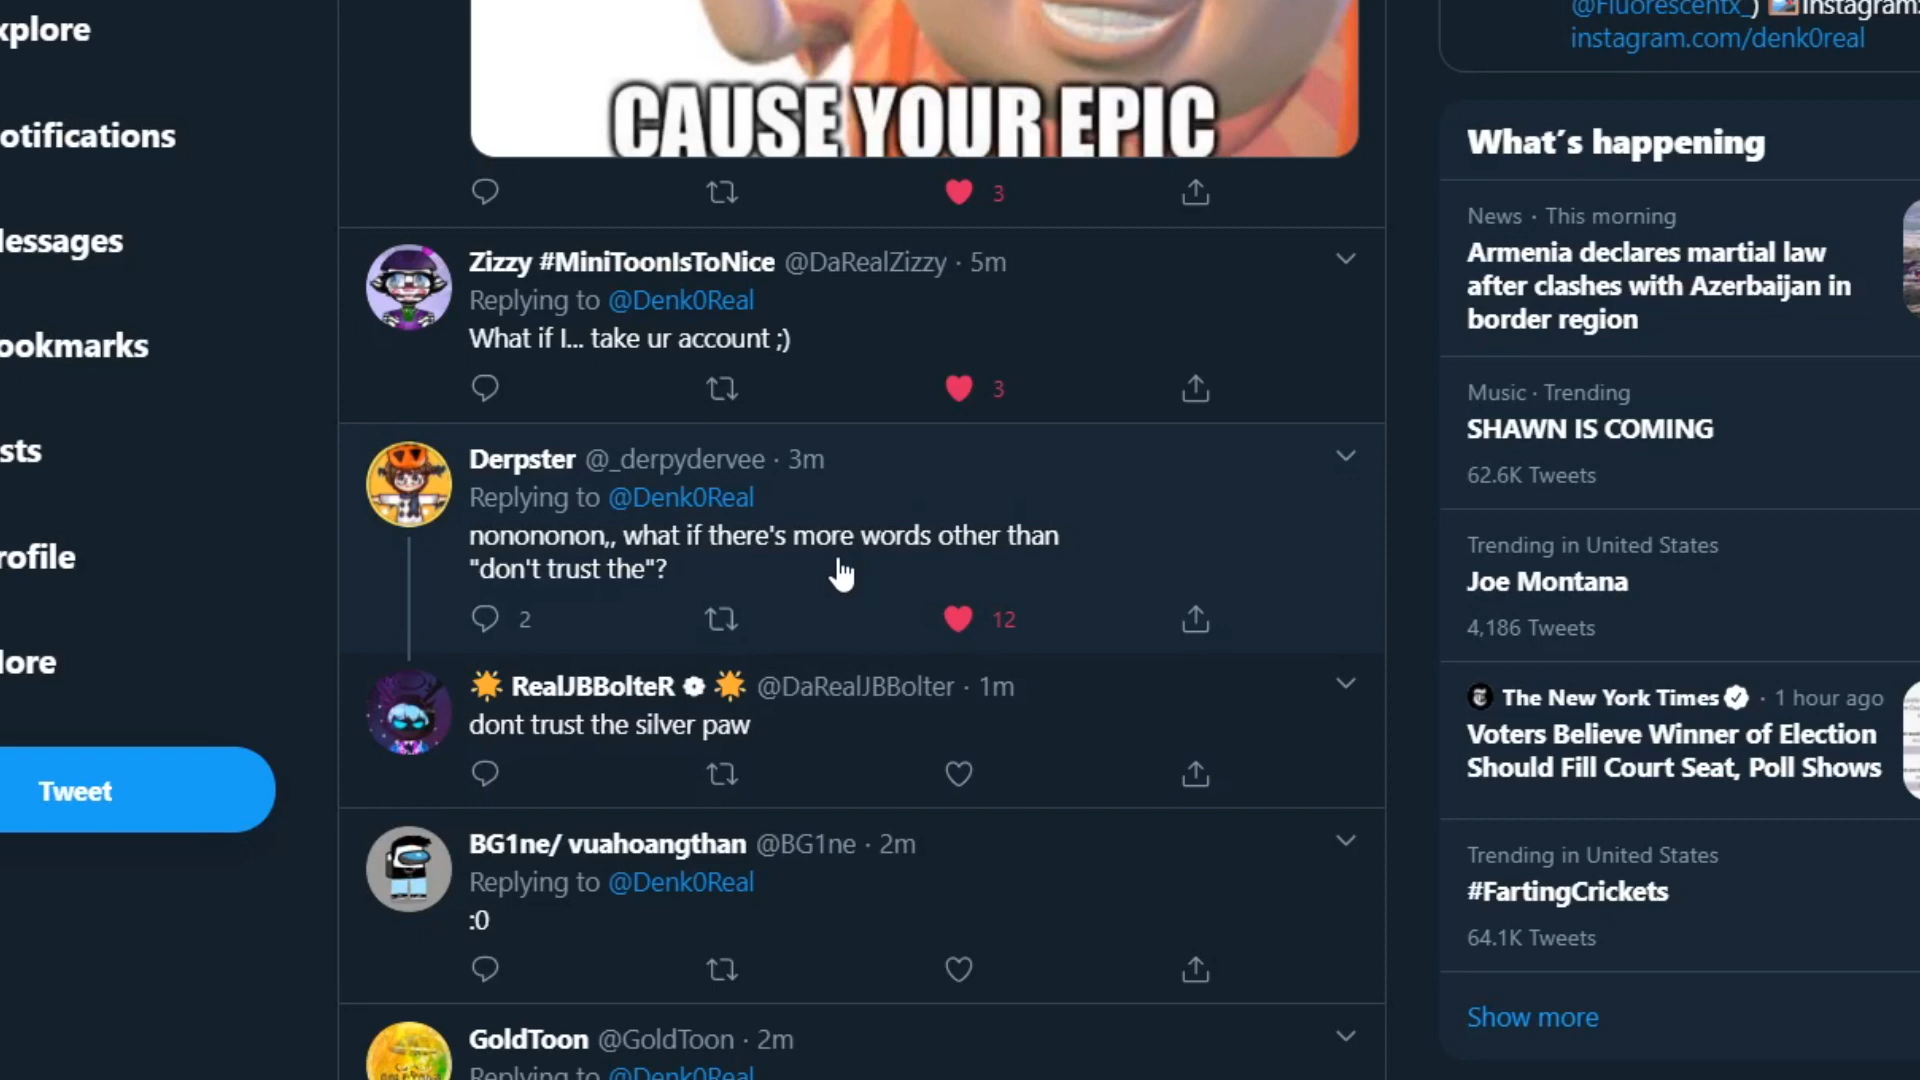 xplore
otifications
essages
ookmarks
sts
rofile
ore
Tweet
CAUSE YOUR EPIC
3
Zizzy #MiniToonIsToNice @DaRealZizzy · 5m
Replying to @Denk0Real
What if I... take ur account ;)
3
Derpster @_derpydervee · 3m
Replying to @Denk0Real
nonononon,, what if there's more words other than
"don't trust the"?
2
12
RealJBBolteR @DaRealJBBolter · 1m
dont trust the silver paw
BG1ne/ vuahoangthan @BG1ne · 2m
Replying to @Denk0Real
:0
GoldToon @GoldToon · 2m
Replying to @Denk0Real
@Fluorescentx_) Instagram:
instagram.com/denk0real
What's happening
News · This morning
Armenia declares martial law
after clashes with Azerbaijan in
border region
Music · Trending
SHAWN IS COMING
62.6K Tweets
Trending in United States
Joe Montana
4,186 Tweets
The New York Times · 1 hour ago
Voters Believe Winner of Election
Should Fill Court Seat, Poll Shows
Trending in United States
#FartingCrickets
64.1K Tweets
Show more